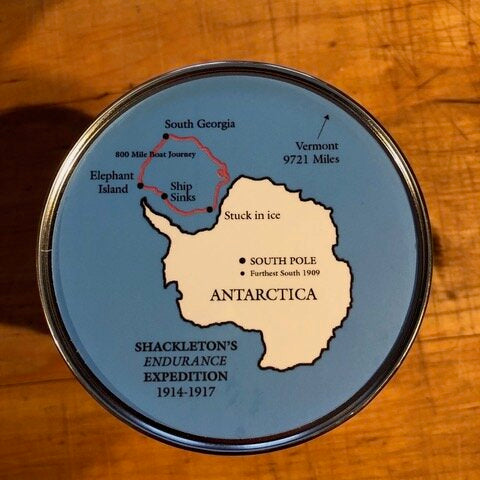 South Georgia
Vermont
9721 Miles
800 Mile Boat Journey
Elephant
Island
Ship
Sinks
Stuck in ice
SOUTH POLE
Furthest South 1909
ANTARCTICA
SHACKLETON'S
ENDURANCE
EXPEDITION
1914-1917